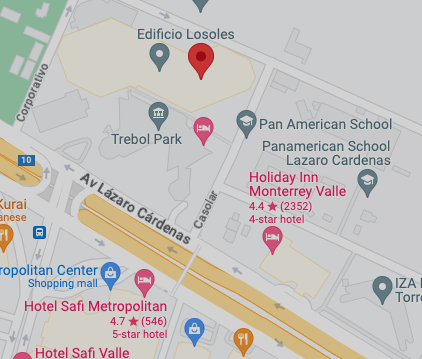 Edificio Losoles
Corporativo
Trebol Park
Pan American School
Panamerican School
Lazaro Cardenas
Holiday Inn
Monterrey Valle
4.4 ★ (2352)
4-star hotel
10
Av Lázaro Cárdenas
Casolar
Kurai
anese
ropolitan Center
Shopping mall
IZA
Torre
Hotel Safi Metropolitan
4.7 ★ (546)
5-star hotel
Hotel Safi Valle